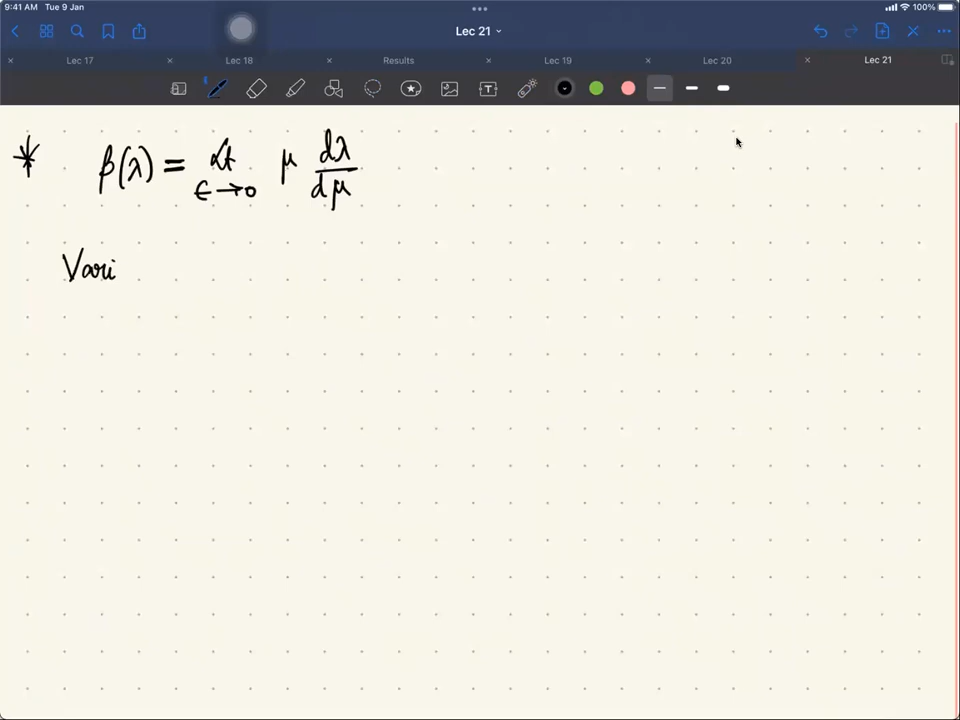 9:41 AM Tue 9 Jan 100%
Lec 21
Lec 17 Lec 18 Results Lec 19 Lec 20 Lec 21
* β(λ) = Lt ε→0 μ dλ/dμ
Vari